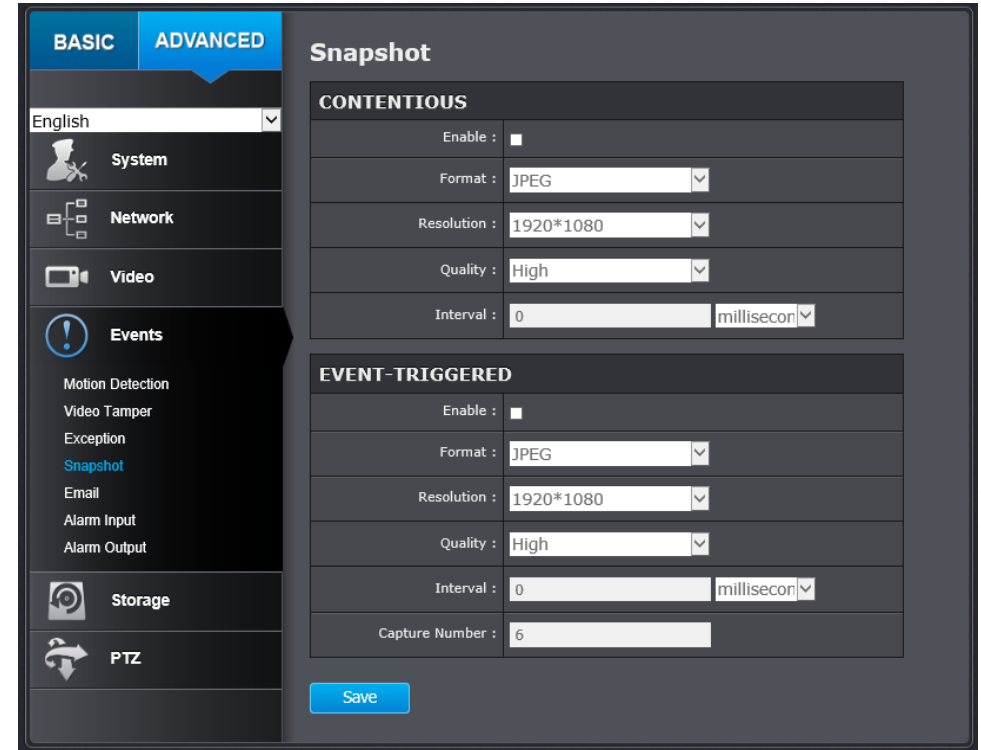 BASIC ADVANCED
English
System
Network
Video
Events
Motion Detection
Video Tamper
Exception
Snapshot
Email
Alarm Input
Alarm Output
Storage
PTZ
Snapshot
CONTENTIOUS
Enable :
Format : JPEG
Resolution : 1920*1080
Quality : High
Interval : 0 millisecon
EVENT-TRIGGERED
Enable :
Format : JPEG
Resolution : 1920*1080
Quality : High
Interval : 0 millisecon
Capture Number : 6
Save